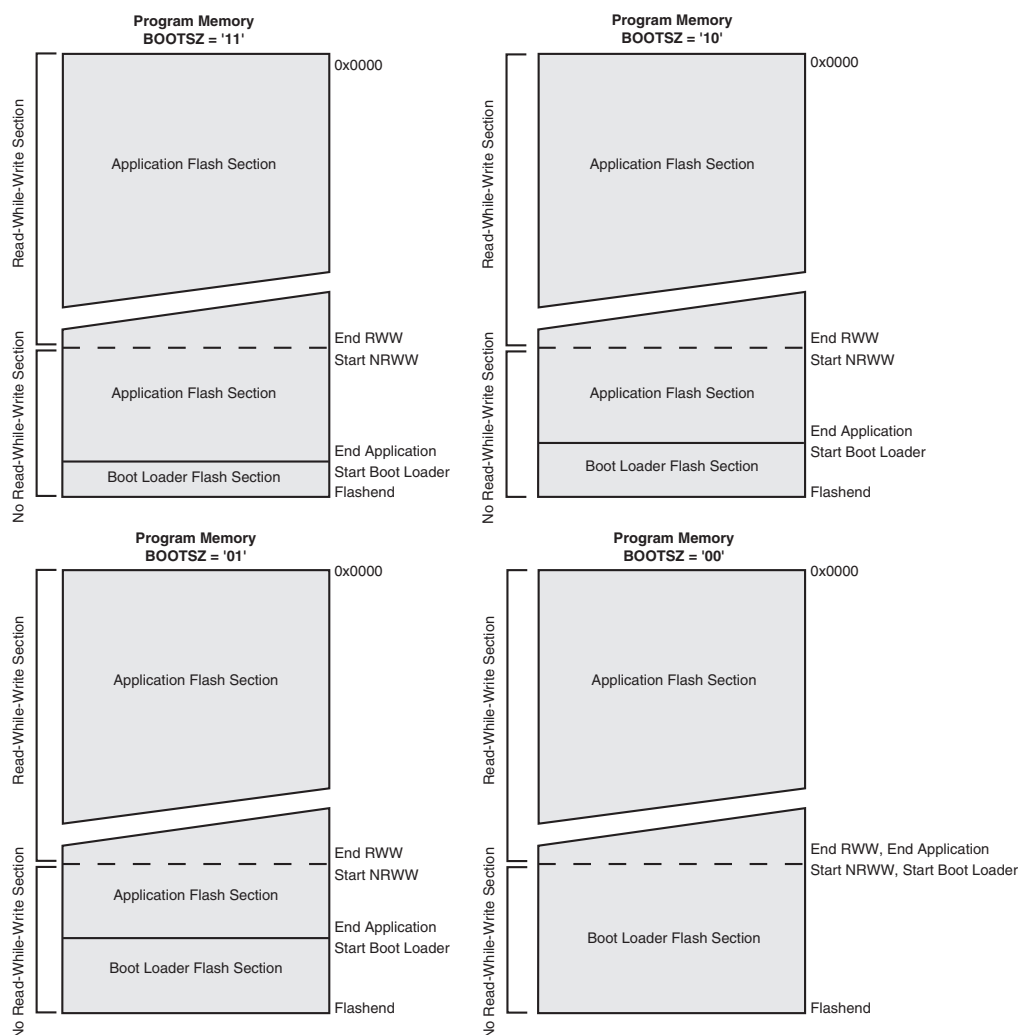 Program Memory
BOOTSZ = '11'
0x0000
Read-While-Write Section
Application Flash Section
End RWW
Start NRWW
No Read-While-Write Section
Application Flash Section
End Application
Start Boot Loader
Boot Loader Flash Section
Flashend
Program Memory
BOOTSZ = '10'
0x0000
Read-While-Write Section
Application Flash Section
End RWW
Start NRWW
No Read-While-Write Section
Application Flash Section
End Application
Start Boot Loader
Boot Loader Flash Section
Flashend
Program Memory
BOOTSZ = '01'
0x0000
Read-While-Write Section
Application Flash Section
End RWW
Start NRWW
No Read-While-Write Section
Application Flash Section
End Application
Start Boot Loader
Boot Loader Flash Section
Flashend
Program Memory
BOOTSZ = '00'
0x0000
Read-While-Write Section
Application Flash Section
End RWW, End Application
Start NRWW, Start Boot Loader
No Read-While-Write Section
Boot Loader Flash Section
Flashend